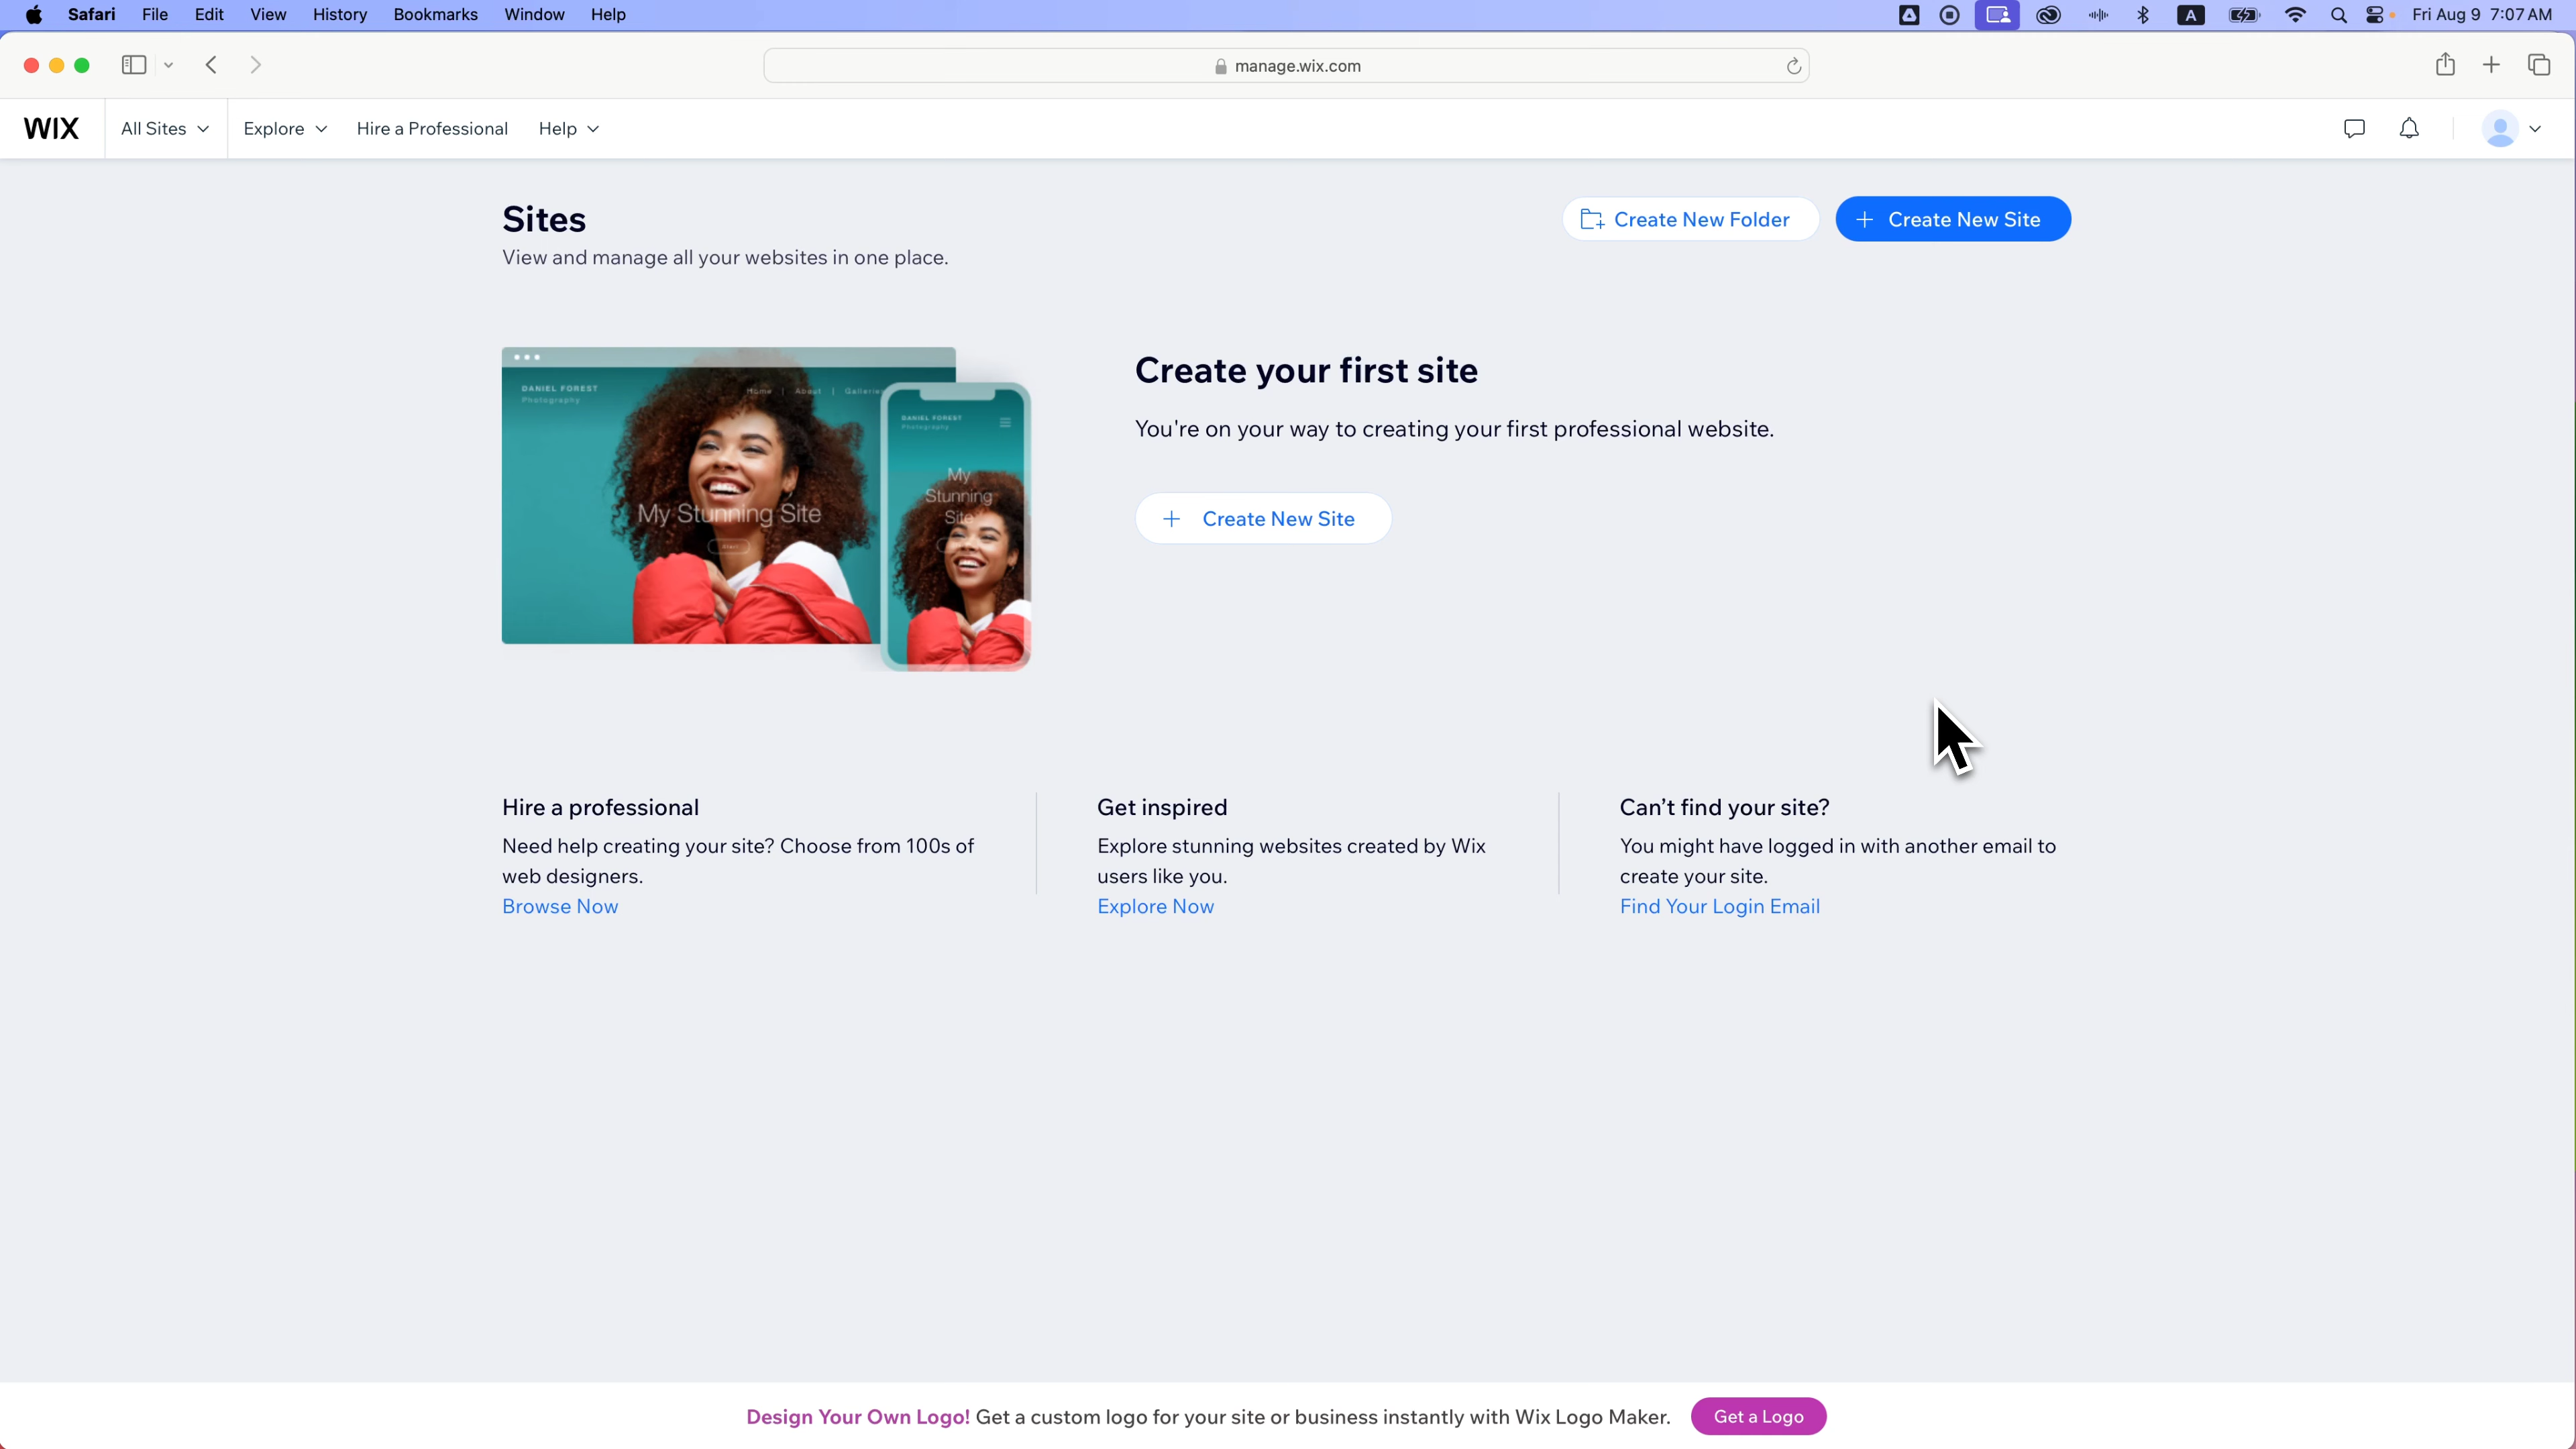 Safari File Edit View History Bookmarks Window Help
A
Fri Aug 9 7:07 AM
manage.wix.com
WIX
All Sites
Explore
Hire a Professional
Help
Sites
View and manage all your websites in one place.
Create New Folder
Create New Site
DANIEL FOREST
Photography
Home | About | Galleries
My Stunning Site
DANIEL FOREST
Photography
My
Stunning
Site
Create your first site
You're on your way to creating your first professional website.
Create New Site
Hire a professional
Need help creating your site? Choose from 100s of
web designers.
Browse Now
Get inspired
Explore stunning websites created by Wix
users like you.
Explore Now
Can’t find your site?
You might have logged in with another email to
create your site.
Find Your Login Email
Design Your Own Logo! Get a custom logo for your site or business instantly with Wix Logo Maker.
Get a Logo